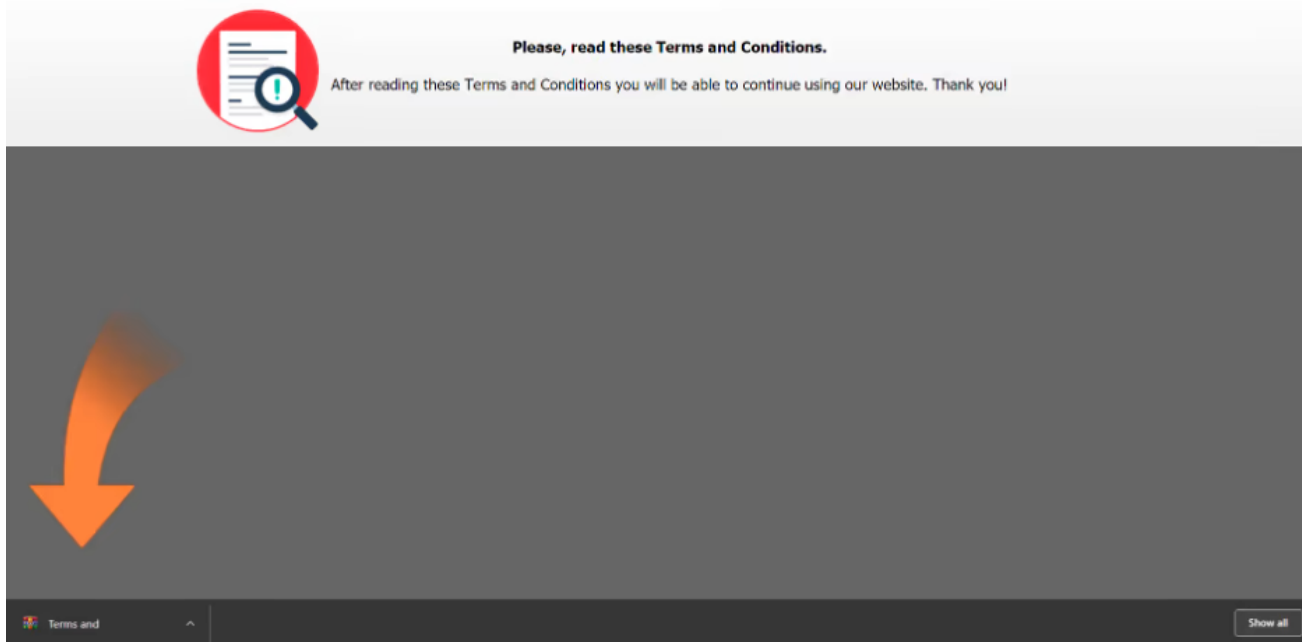 Please, read these Terms and Conditions.
After reading these Terms and Conditions you will be able to continue using our website. Thank you!
Terms and
Show all